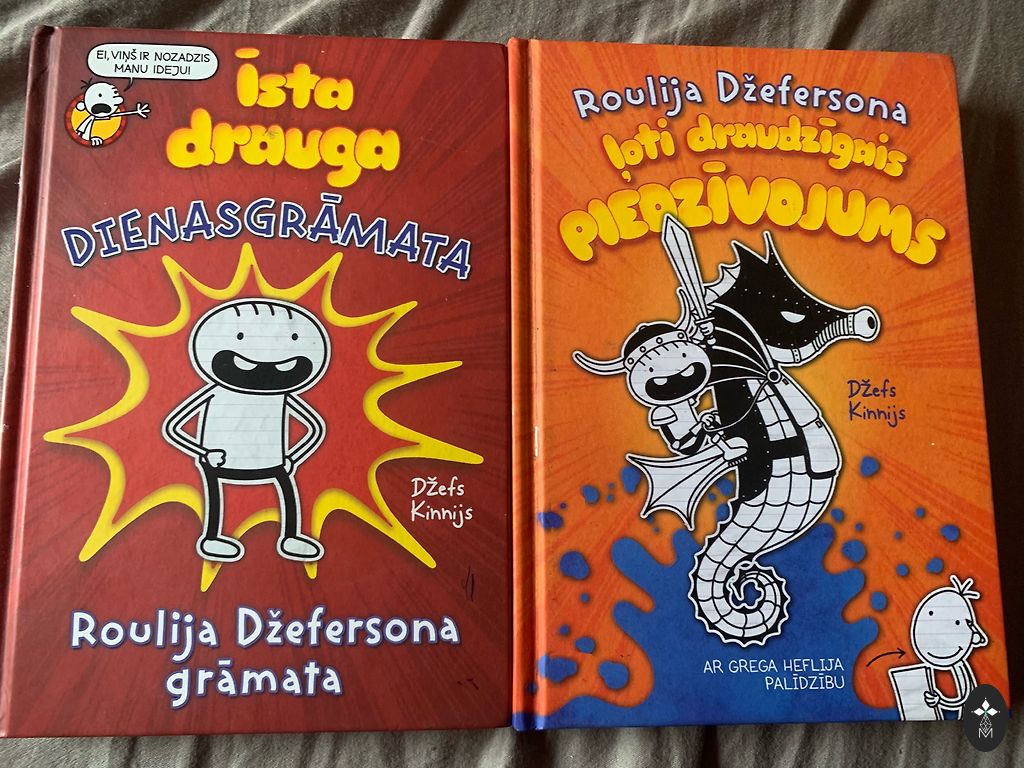 EI, VIŅŠ IR NOZADZIS
MANU IDEJU!
Īsta
drauga
DIENASGRĀMATA
Džefs
Kinnijs
Roulija Džefersona
grāmata
Roulija Džefersona
ļoti draudzīgais
PIEDZĪVOJUMS
Džefs
Kinnijs
AR GREGA HEFLIJA
PALĪDZĪBU
M